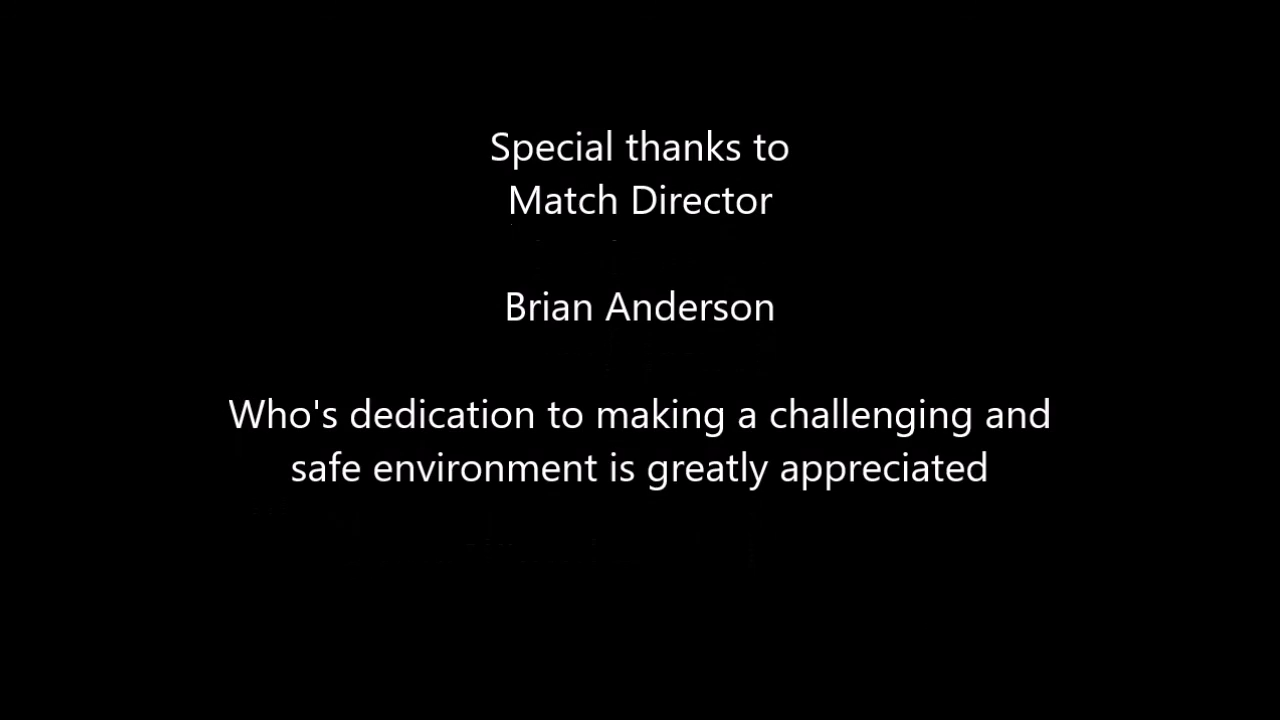 Special thanks to
Match Director
Brian Anderson
Who's dedication to making a challenging and
safe environment is greatly appreciated